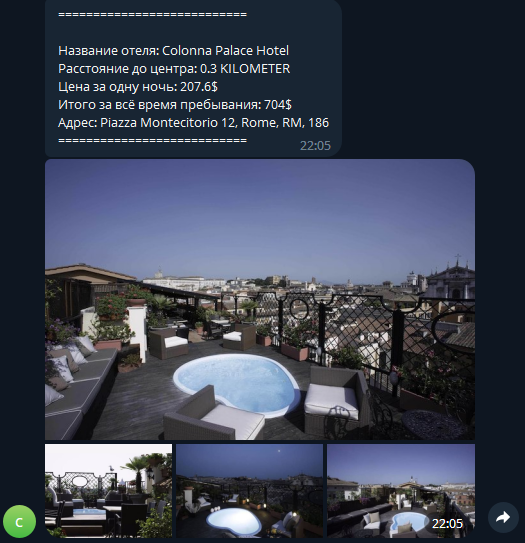 ===========================
Название отеля: Colonna Palace Hotel
Расстояние до центра: 0.3 KILOMETER
Цена за одну ночь: 207.6$
Итого за всё время пребывания: 704$
Адрес: Piazza Montecitorio 12, Rome, RM, 186
===========================
22:05
22:05
C